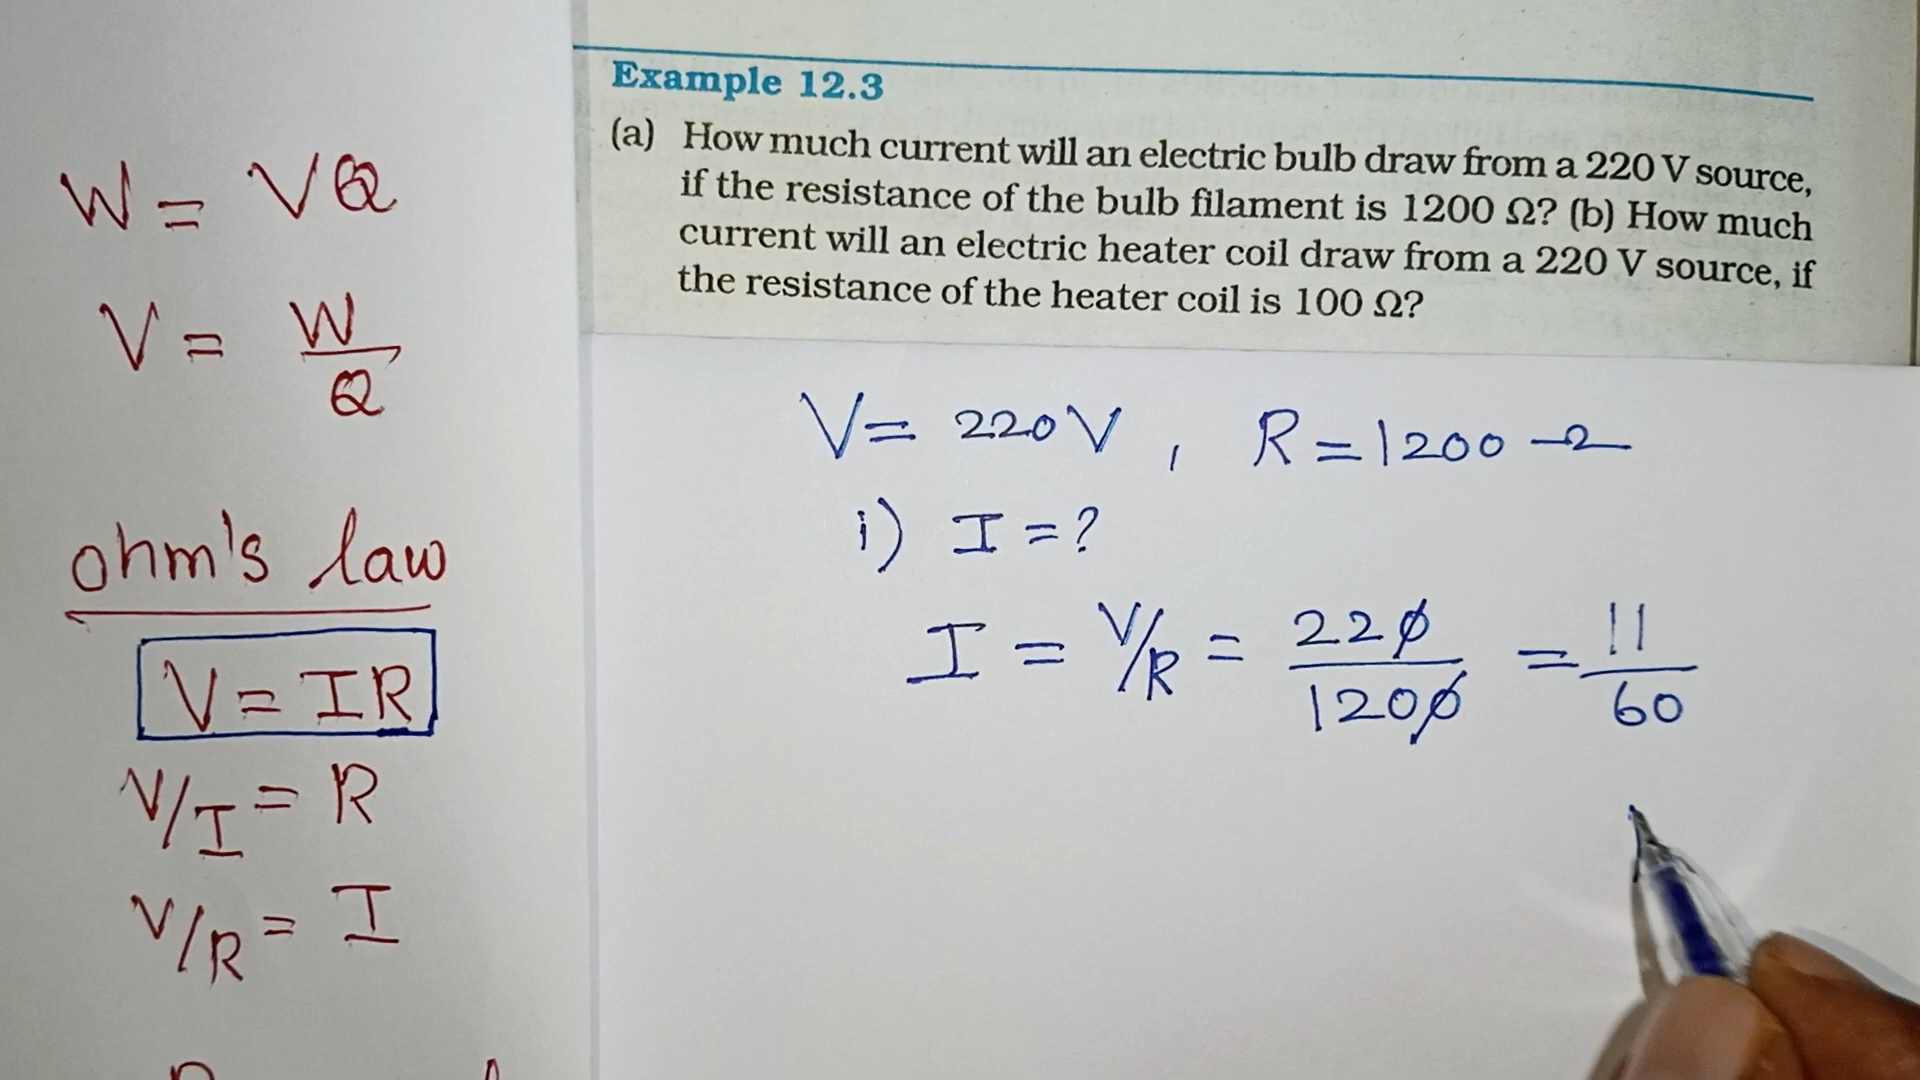 W = VQ
V = W/Q
ohm's law
V = IR
V/I = R
V/R = I
Example 12.3
(a) How much current will an electric bulb draw from a 220 V source,
if the resistance of the bulb filament is 1200 Ω? (b) How much
current will an electric heater coil draw from a 220 V source, if
the resistance of the heater coil is 100 Ω?
V = 220 V , R = 1200 Ω
i) I = ?
I = V/R = 220/1200 = 11/60